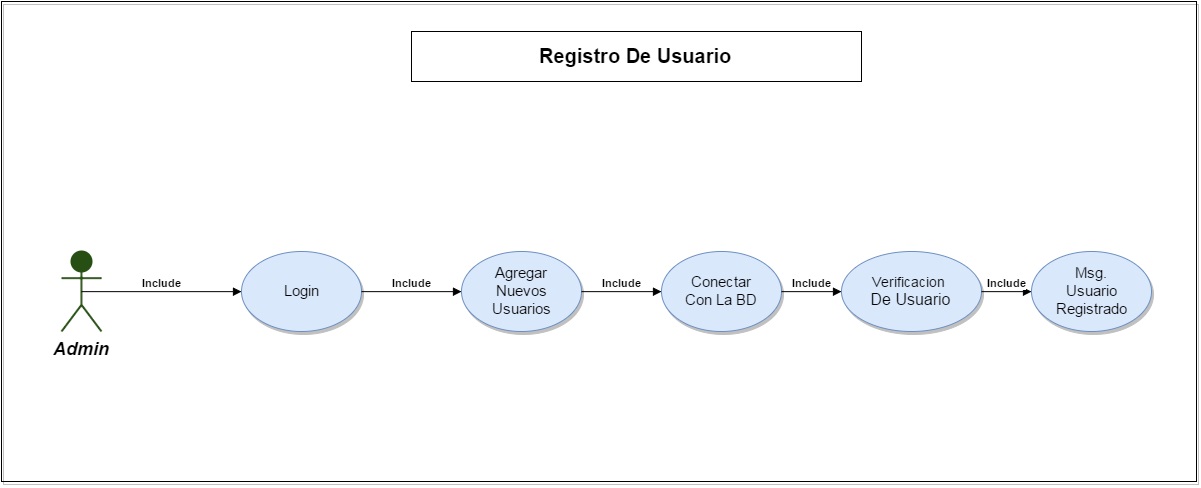 Registro De Usuario
Include
Include
Include
Include
Include
Login
Agregar
Nuevos
Usuarios
Conectar
Con La BD
Verificacion
De Usuario
Msg.
Usuario
Registrado
Admin